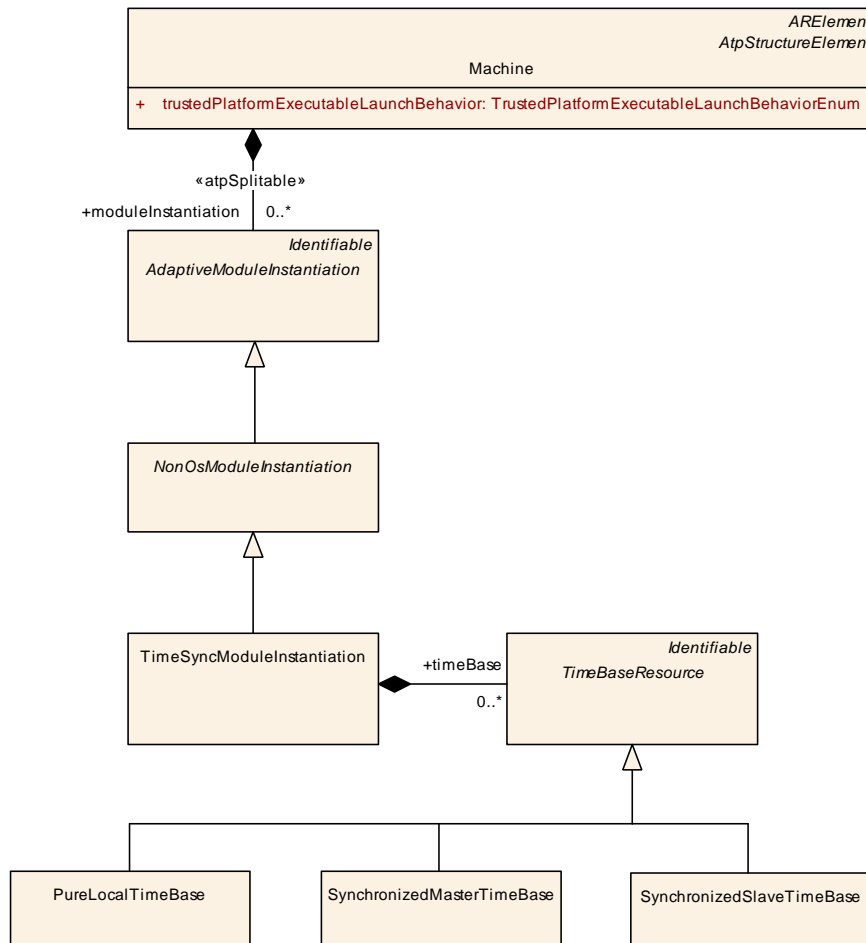 ARElemen
AtpStructureElemen
Machine
+ trustedPlatformExecutableLaunchBehavior: TrustedPlatformExecutableLaunchBehaviorEnum
«atpSplitable»
+moduleInstantiation 0..*
Identifiable
AdaptiveModuleInstantiation
NonOsModuleInstantiation
TimeSyncModuleInstantiation
+timeBase
0..*
Identifiable
TimeBaseResource
PureLocalTimeBase
SynchronizedMasterTimeBase
SynchronizedSlaveTimeBase